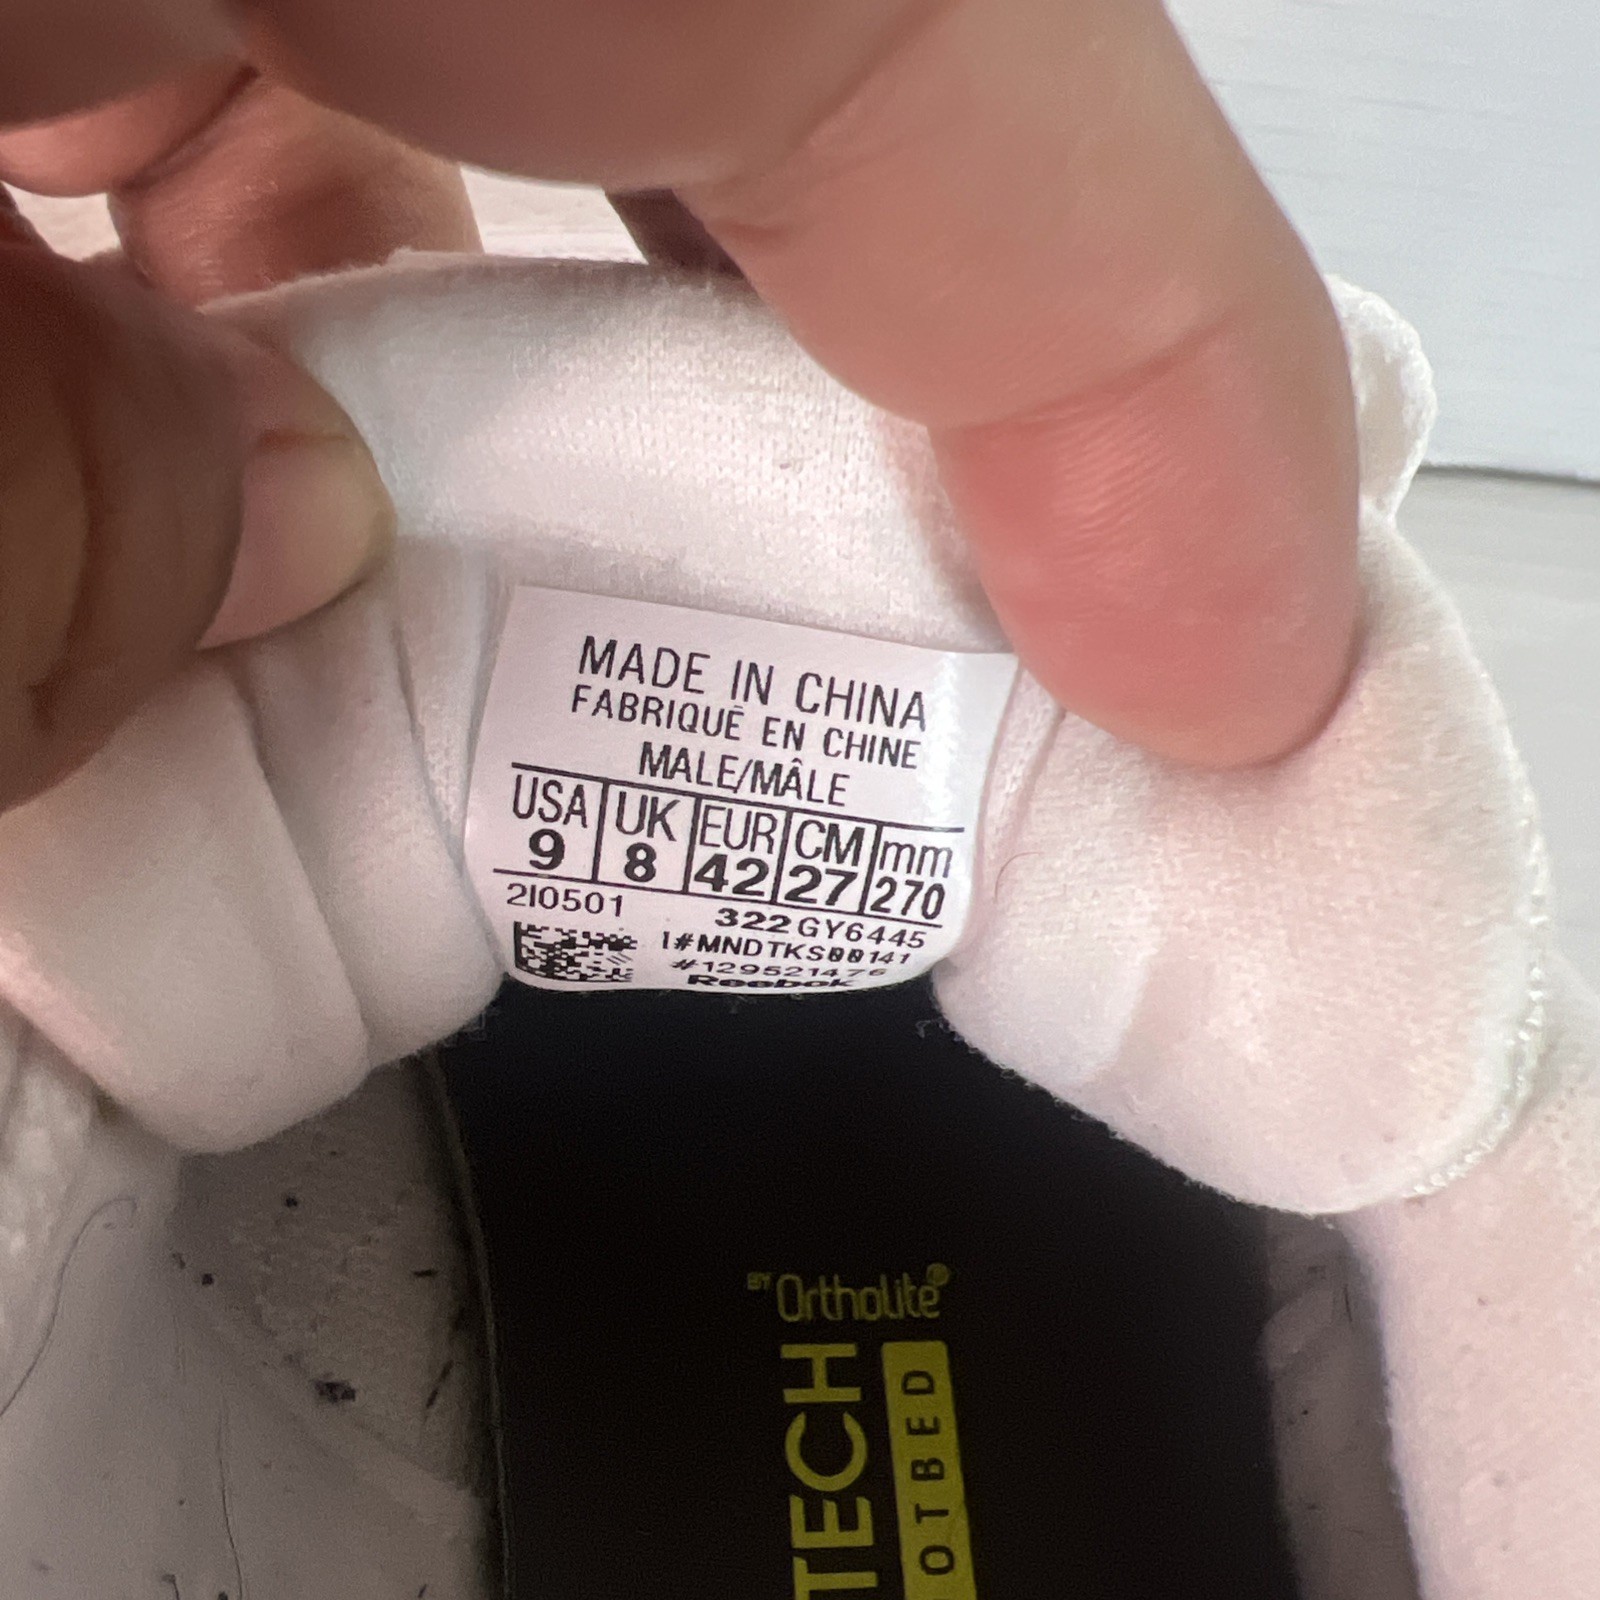 MADE IN CHINA
FABRIQUÉ EN CHINE
MALE/MÂLE
USA UK EUR CM mm
9 8 42 27 270
2I0501 322 GY6445
1#MNDTKS00141
#129521476
Reebok
BY Ortholite®
TECH
OTBED